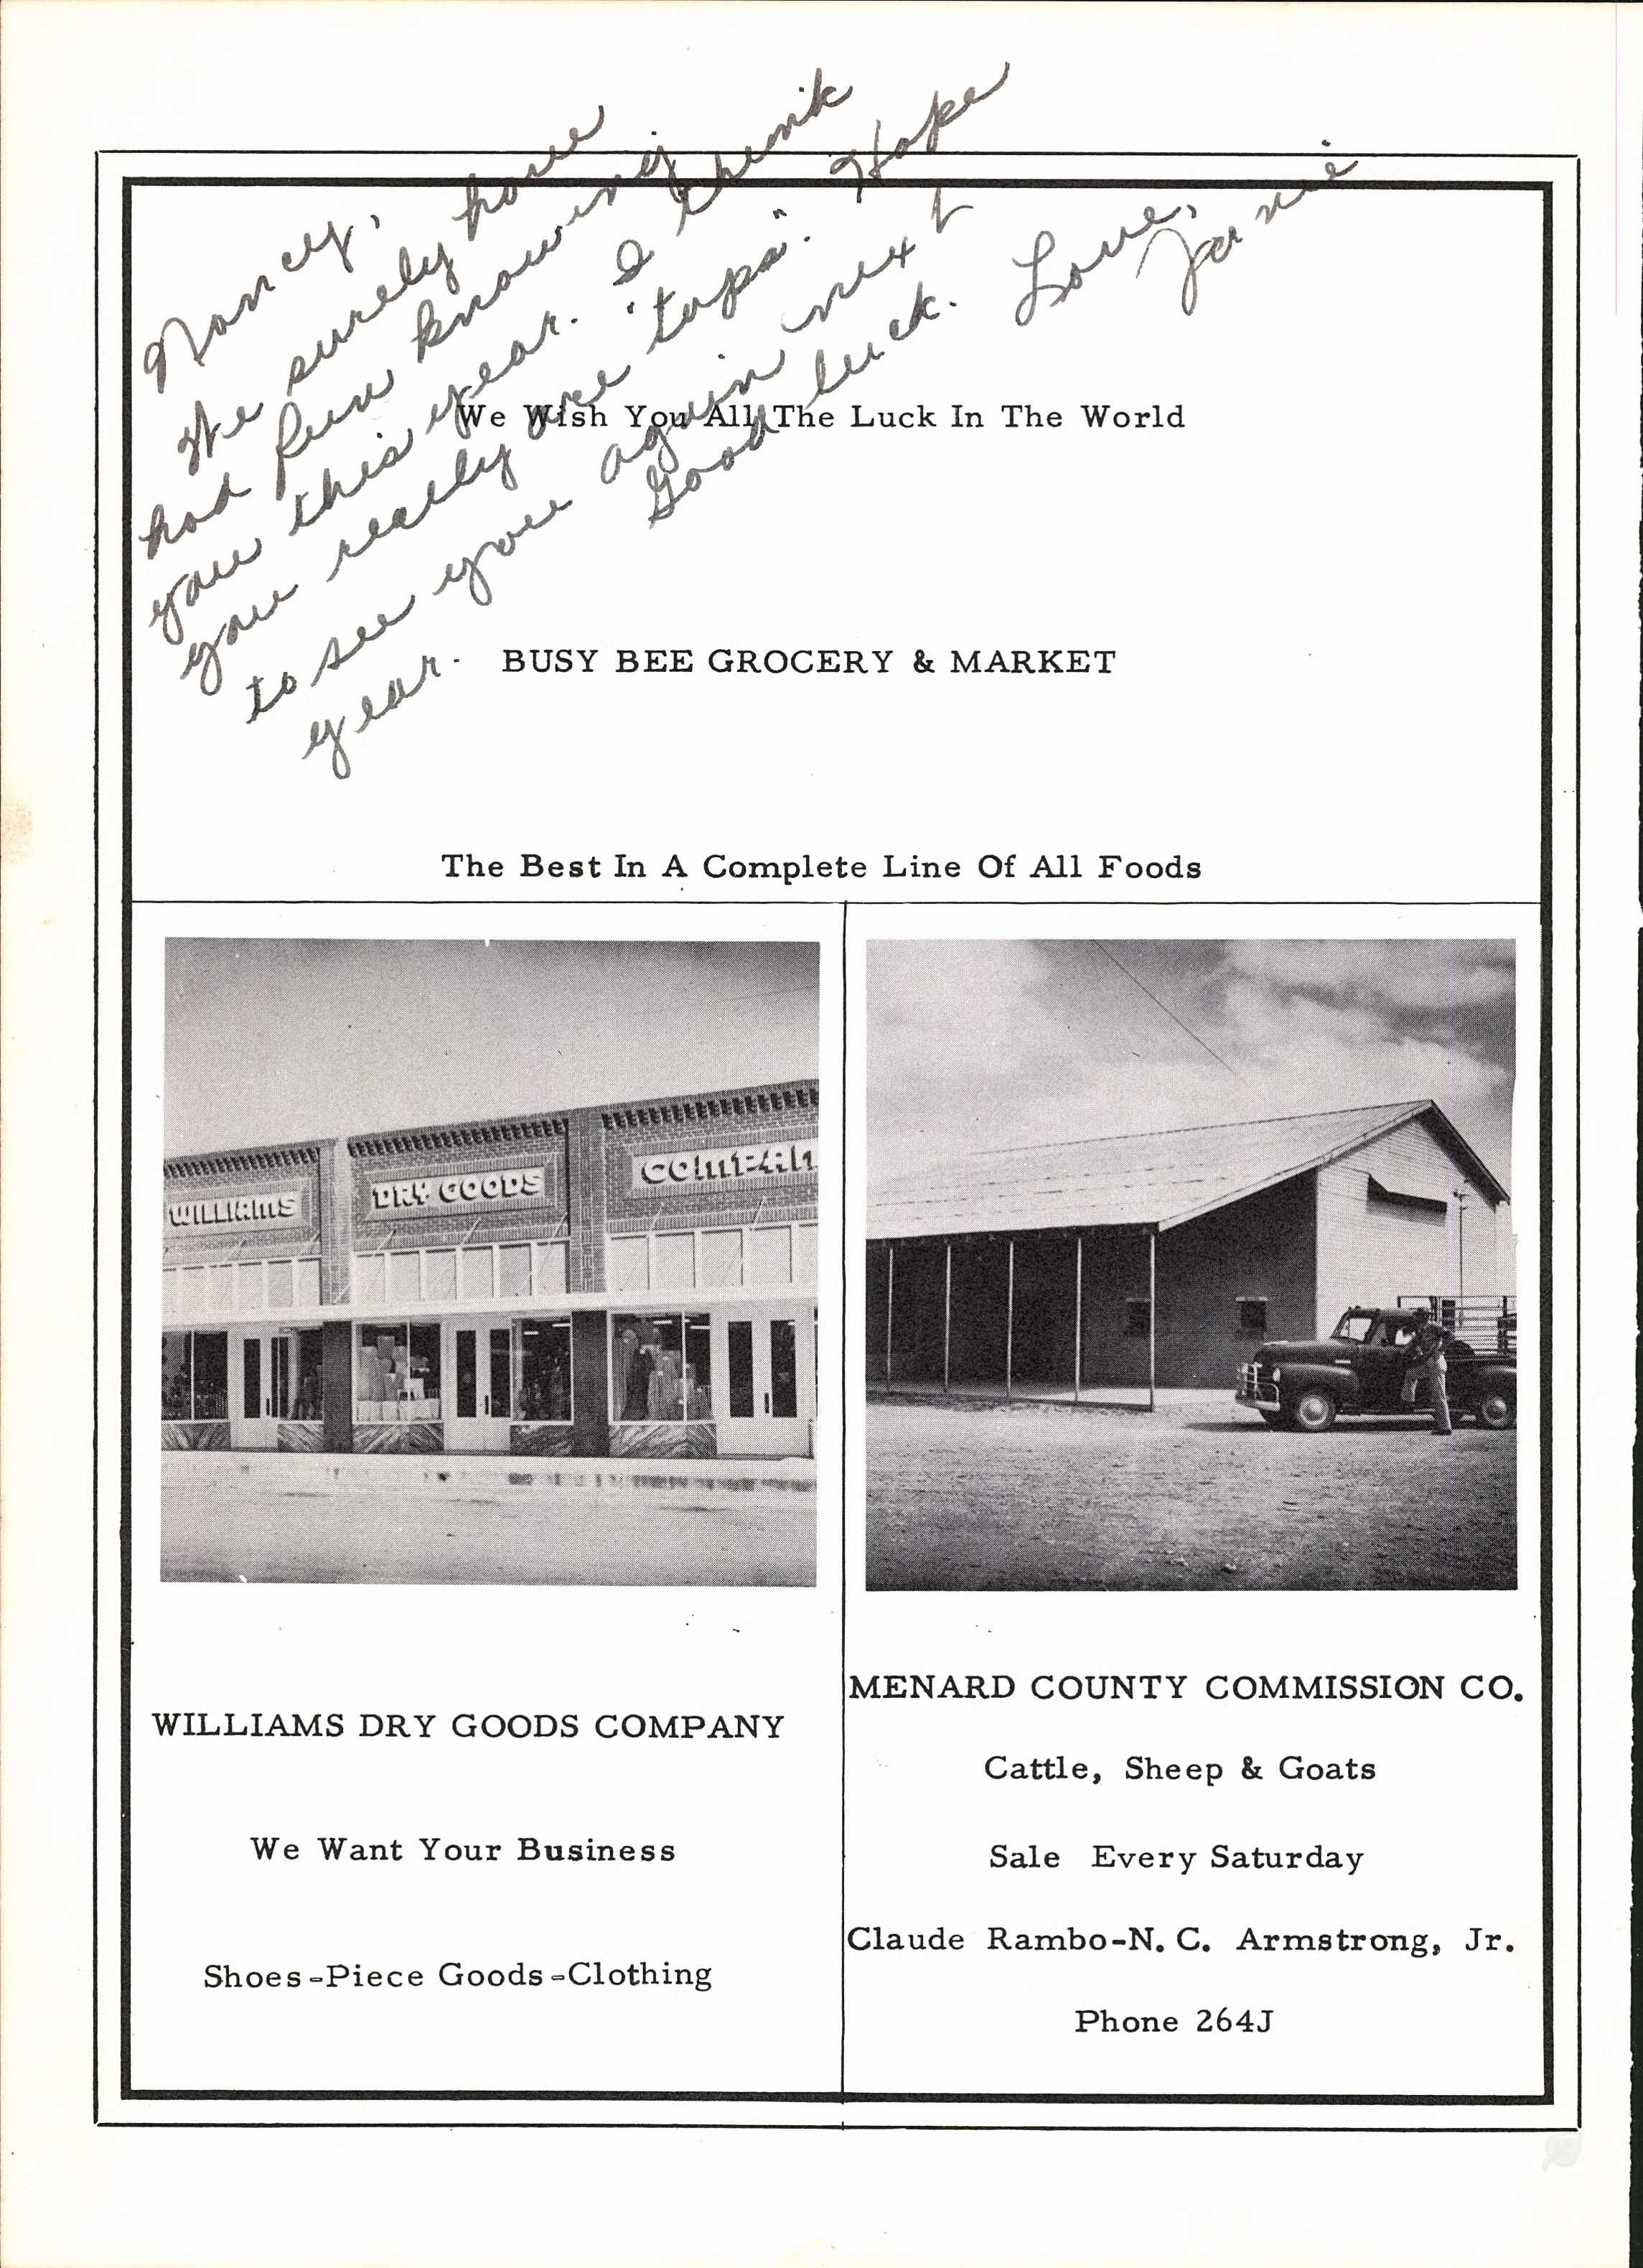 Nancy,
We surely have
had fun knowing
you this year. I think
you really are "tops". Hope
to see you again next
year.
Good luck.
Love,
Janie
We Wish You All The Luck In The World
BUSY BEE GROCERY & MARKET
The Best In A Complete Line Of All Foods
WILLIAMS DRY GOODS COMPAN
WILLIAMS DRY GOODS COMPANY
We Want Your Business
Shoes-Piece Goods-Clothing
MENARD COUNTY COMMISSION CO.
Cattle, Sheep & Goats
Sale Every Saturday
Claude Rambo-N. C. Armstrong, Jr.
Phone 264J